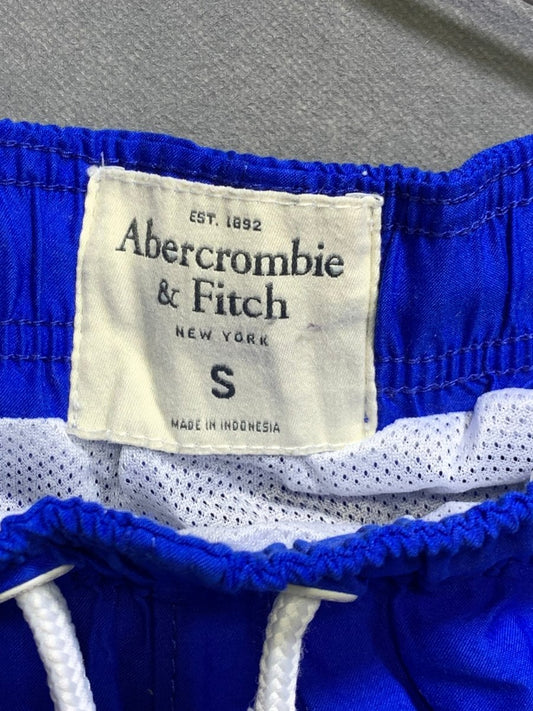 EST. 1892
Abercrombie
& Fitch
NEW YORK
S
MADE IN INDONESIA